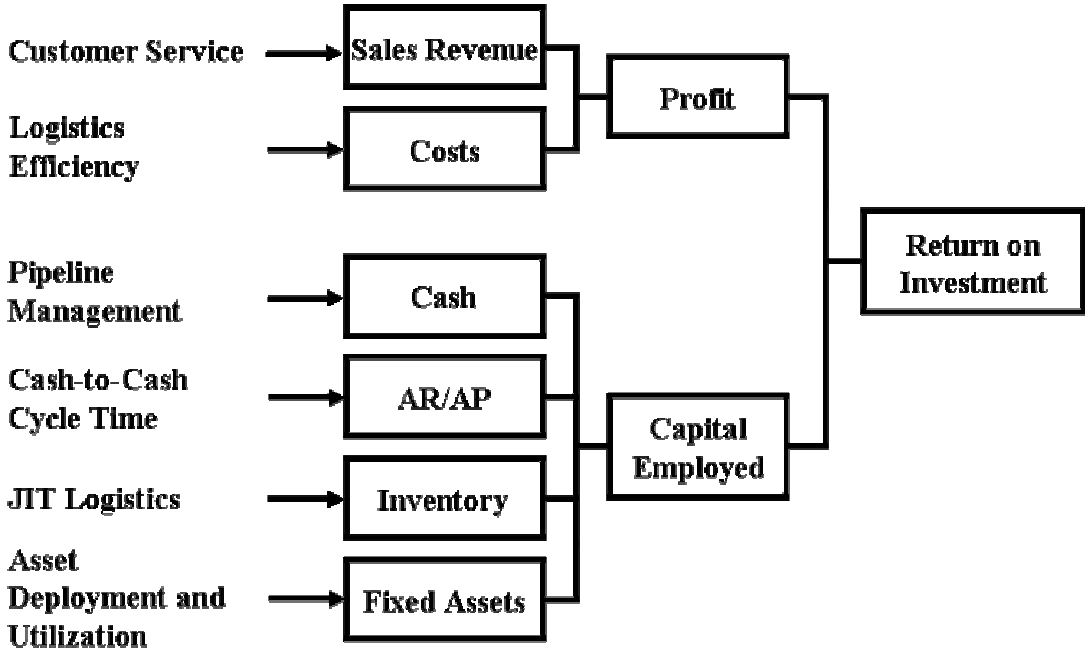 Customer Service
Sales Revenue
Logistics
Efficiency
Costs
Profit
Pipeline
Management
Cash
Cash-to-Cash
Cycle Time
AR/AP
JIT Logistics
Inventory
Asset
Deployment and
Utilization
Fixed Assets
Capital
Employed
Return on
Investment